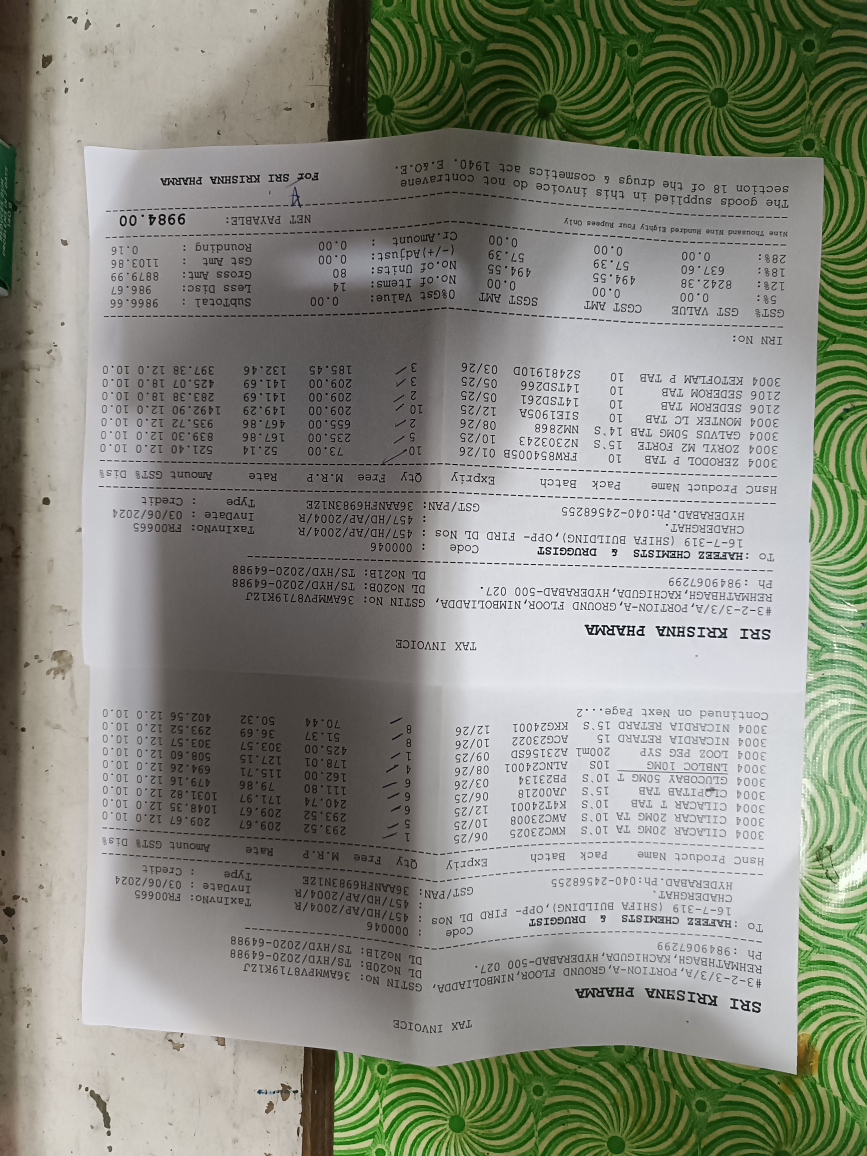 TAX INVOICE
SRI KRISHNA PHARMA
#3-2-3/3/A, PORTION-A, GROUND FLOOR, NIMBOLIADDA, GSTIN No: 36AWMPV8719K1ZJ
REHMATHBAGH, KACHIGUDA, HYDERABAD-500 027. DL No20B: TS/HYD/2020-64988
Ph :9849067299 DL No21B: TS/HYD/2020-64988
To :HAFEEZ CHEMISTS & DRUGGIST Code : 000046
16-7-319 (SHIFA BUILDING),OPP- FIRD DL Nos : 457/HD/AP/2004/R TaxInvNo: FR00665
CHADERGHAT. : 457/HD/AP/2004/R InvDate : 03/06/2024
HYDERABAD.Ph:040-24568255 GST/PAN: 36AANFH6983N1ZE Type : Credit
HsnC Product Name Pack Batch Expriy Qty Free M.R.P Rate Amount GST% Dis%
3004 CILACAR 20MG TA 10'S KWC23025 06/25 1 293.52 209.67 209.67 12.0 10.0
3004 CILACAR 20MG TA 10'S AWC23008 10/25 5 293.52 209.67 1048.35 12.0 10.0
3004 CILACAR T TAB 10'S K4T24001 12/25 6 240.74 171.97 1031.82 12.0 10.0
3004 CLOPITAB TAB 15'S JAO0218 06/25 6 111.80 79.86 479.16 12.0 10.0
3004 GLUCOBAY 50MG T 10'S PB23134 03/26 6 162.00 115.71 694.26 12.0 10.0
3004 LNBLOC 10MG 10S ALNC24001 08/26 4 178.01 127.15 508.60 12.0 10.0
3004 LOOZ PEG SYP 200ml A23156SD 09/25 1 425.00 303.57 303.57 12.0 10.0
3004 NICARDIA RETARD 15 ACG23022 10/26 8 51.37 36.69 293.52 12.0 10.0
3004 NICARDIA RETARD 15'S KKG24001 12/26 8 70.44 50.32 402.56 12.0 10.0
Continued on Next Page...2
TAX INVOICE
SRI KRISHNA PHARMA
#3-2-3/3/A, PORTION-A, GROUND FLOOR, NIMBOLIADDA, GSTIN No: 36AWMPV8719K1ZJ
REHMATHBAGH, KACHIGUDA, HYDERABAD-500 027. DL No20B: TS/HYD/2020-64988
Ph :9849067299 DL No21B: TS/HYD/2020-64988
To :HAFEEZ CHEMISTS & DRUGGIST Code : 000046
16-7-319 (SHIFA BUILDING),OPP- FIRD DL Nos : 457/HD/AP/2004/R TaxInvNo: FR00665
CHADERGHAT. : 457/HD/AP/2004/R InvDate : 03/06/2024
HYDERABAD.Ph:040-24568255 GST/PAN: 36AANFH6983N1ZE Type : Credit
HsnC Product Name Pack Batch Expriy Qty Free M.R.P Rate Amount GST% Dis%
3004 ZERODOL P TAB 10 FRW854005B 01/26 10 73.00 52.14 521.40 12.0 10.0
3004 ZORYL M2 FORTE 15'S N2303243 10/25 5 235.00 167.86 839.30 12.0 10.0
3004 GALVUS 50MG TAB 14'S NM2868 08/26 2 655.00 467.86 935.72 12.0 10.0
3004 MONTEK LC TAB 10 SIE1905A 12/25 10 209.00 149.29 1492.90 12.0 10.0
2106 SEDEROM TAB 10 14TSD261 05/25 2 209.00 141.69 283.38 18.0 10.0
2106 SEDEROM TAB 10 14TSD266 05/25 3 209.00 141.69 425.07 18.0 10.0
3004 KETOFLAM P TAB 10 S2481910D 03/26 3 185.45 132.46 397.38 12.0 10.0
IRN No:
GST% GST VALUE CGST AMT SGST AMT 0%Gst Value: 0.00 SubTotal : 9866.66
5%: 0.00 0.00 0.00 No.of Items: 14 Less Disc: 986.67
12%: 8242.38 494.55 494.55 No.of Units: 80 Gross Amt: 8879.99
18%: 637.60 57.39 57.39 (-/+)Adjust: 0.00 Gst Amt : 1103.86
28%: 0.00 0.00 0.00 Cr.Amount : 0.00 Rounding : 0.16
Nine Thousand Nine Hundred Eighty Four Rupees Only NET PAYABLE: 9984.00
The goods supplied in this invoice do not contravene
section 18 of the drugs & cosmetics act 1940. E.&O.E. For SRI KRISHNA PHARMA